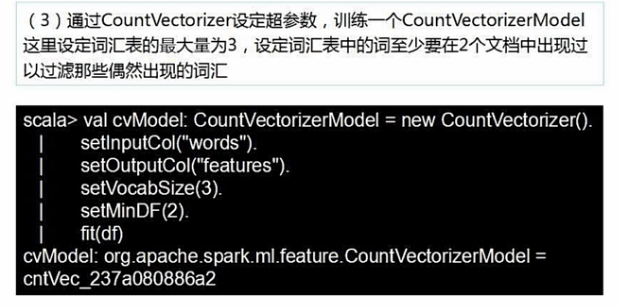 （3）通过CountVectorizer设定超参数，训练一个CountVectorizerModel
这里设定词汇表的最大量为3，设定词汇表中的词至少要在2个文档中出现过
以过滤那些偶然出现的词汇
scala> val cvModel: CountVectorizerModel = new CountVectorizer().
| setInputCol("words").
| setOutputCol("features").
| setVocabSize(3).
| setMinDF(2).
| fit(df)
cvModel: org.apache.spark.ml.feature.CountVectorizerModel =
cntVec_237a080886a2